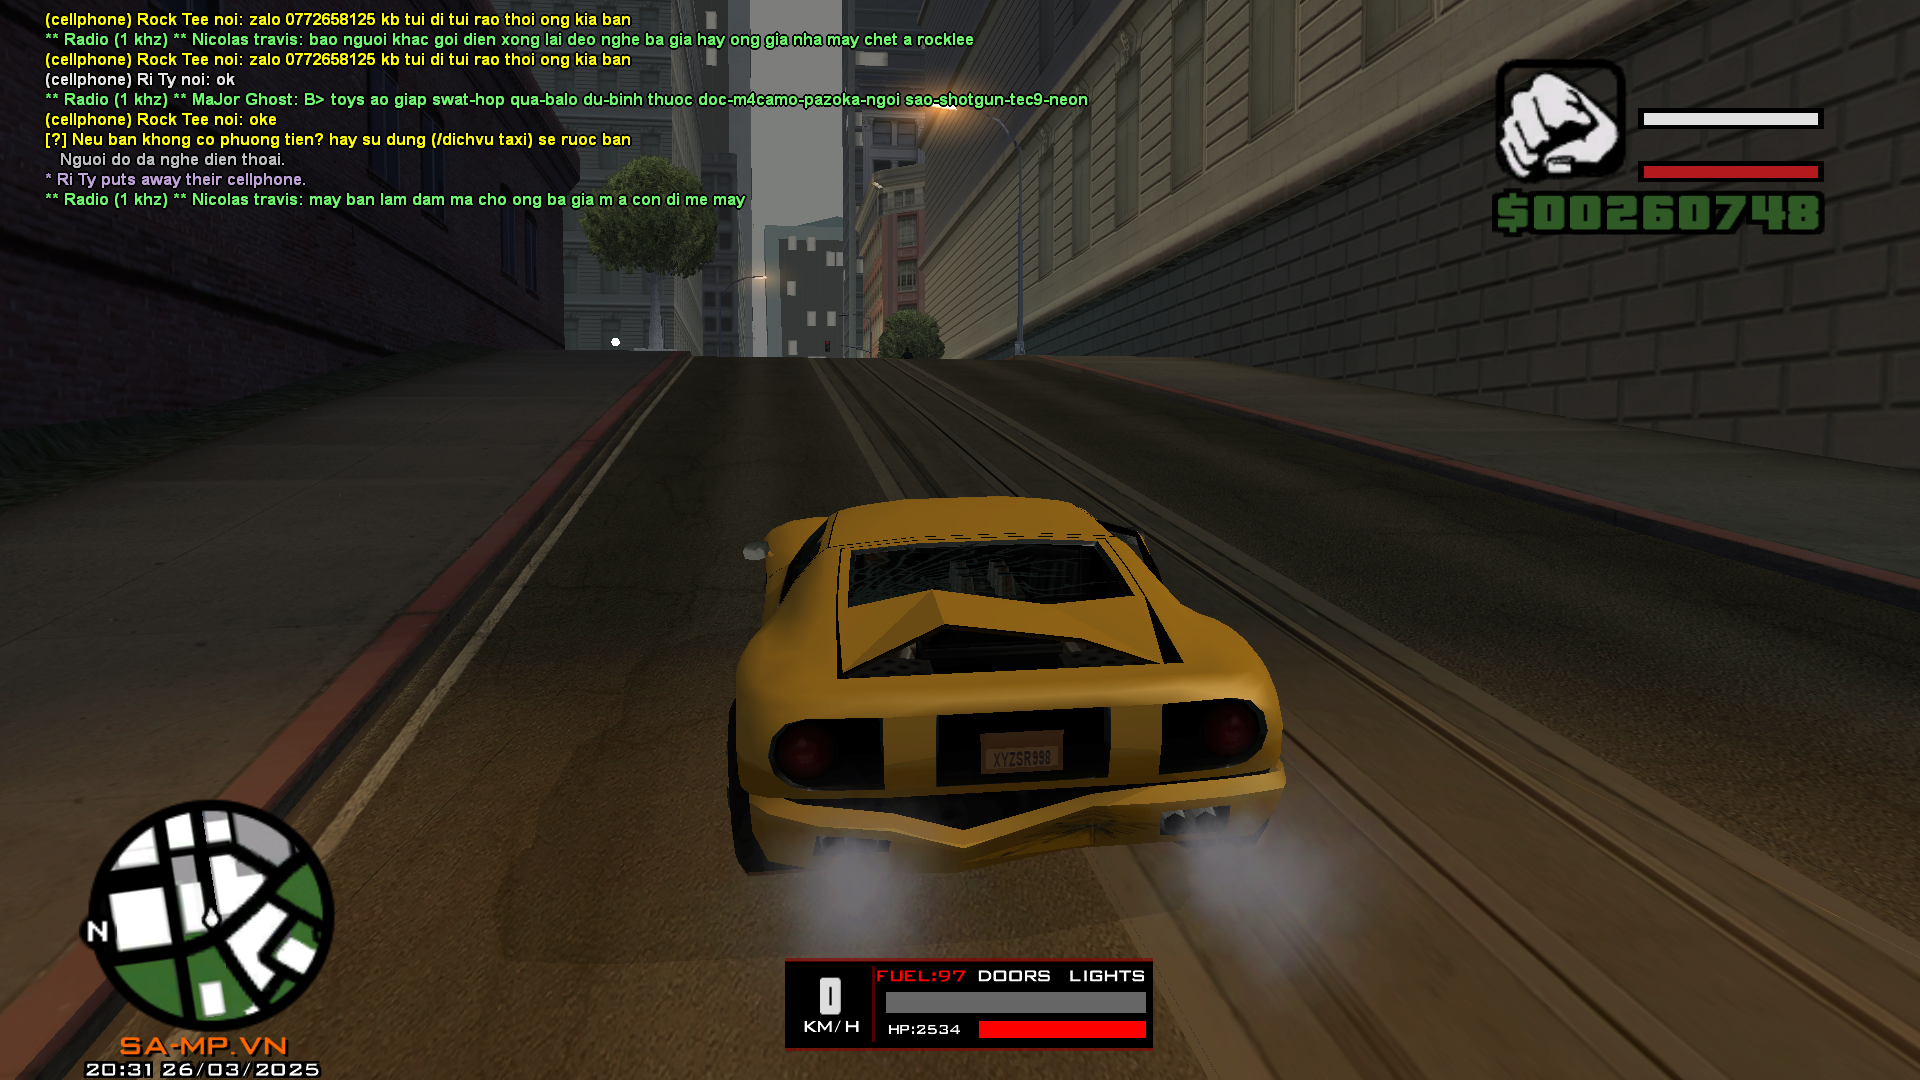 (cellphone) Rock Tee noi: zalo 0772658125 kb tui di tui rao thoi ong kia ban
** Radio (1 khz) ** Nicolas travis: bao nguoi khac goi dien xong lai deo nghe ba gia hay ong gia nha may chet a rocklee
(cellphone) Rock Tee noi: zalo 0772658125 kb tui di tui rao thoi ong kia ban
(cellphone) Ri Ty noi: ok
** Radio (1 khz) ** MaJor Ghost: B> toys ao giap swat-hop qua-balo du-binh thuoc doc-m4camo-pazoka-ngoi sao-shotgun-tec9-neon
(cellphone) Rock Tee noi: oke
[?] Neu ban khong co phuong tien? hay su dung (/dichvu taxi) se ruoc ban
Nguoi do da nghe dien thoai.
* Ri Ty puts away their cellphone.
** Radio (1 khz) ** Nicolas travis: may ban lam dam ma cho ong ba gia m a con di me may
$00260748
XYZSR998
N
FUEL:97 DOORS LIGHTS
0
KM/H
HP:2534
SA-MP.VN
20:31 26/03/2025